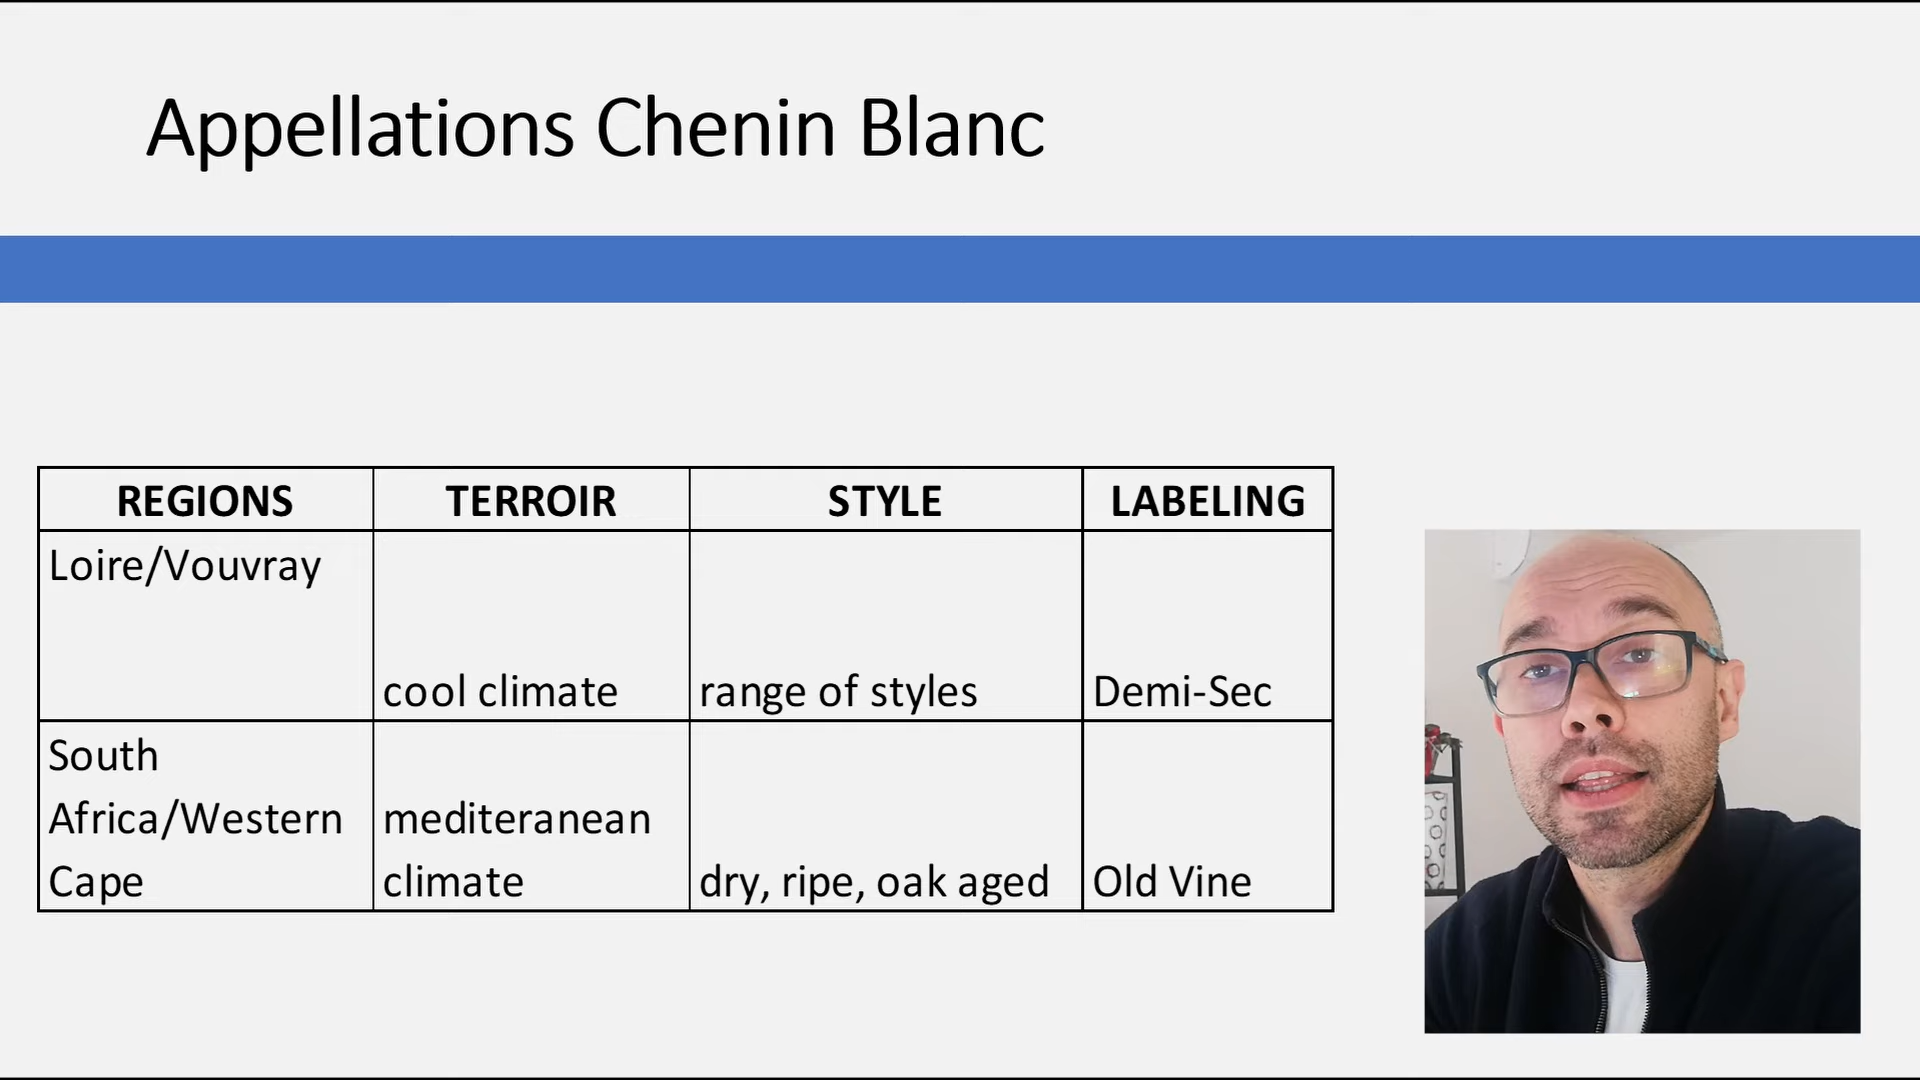 Appellations Chenin Blanc
REGIONS TERROIR STYLE LABELING
Loire/Vouvray
cool climate range of styles Demi-Sec
South
Africa/Western mediteranean
Cape climate dry, ripe, oak aged Old Vine